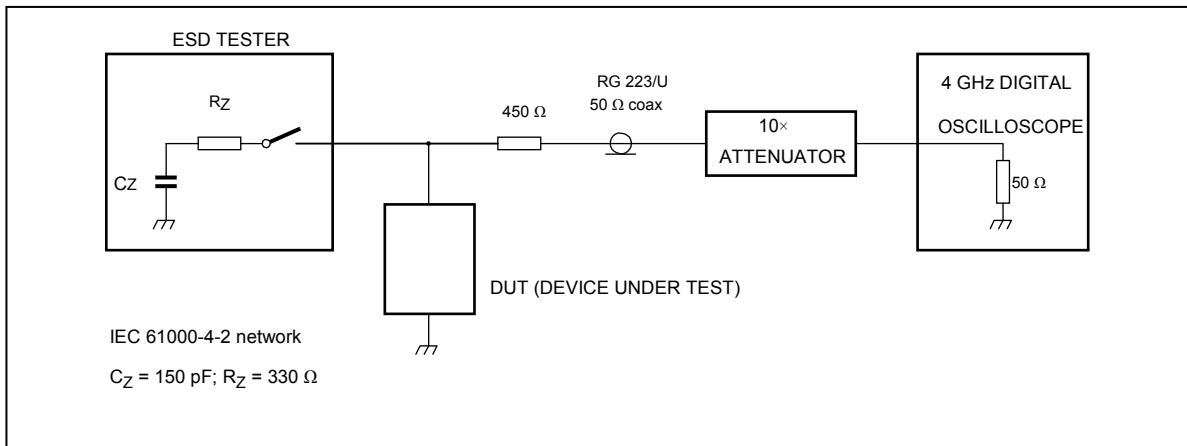 ESD TESTER
RZ
CZ
450 Ω
RG 223/U
50 Ω coax
10×
ATTENUATOR
4 GHz DIGITAL
OSCILLOSCOPE
50 Ω
DUT (DEVICE UNDER TEST)
IEC 61000-4-2 network
CZ = 150 pF; RZ = 330 Ω